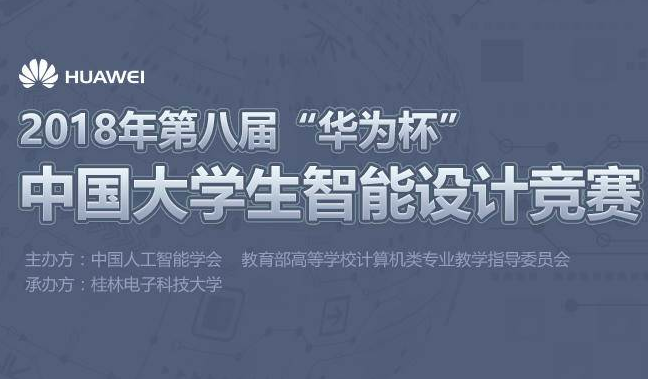 HUAWEI
2018年第八届“华为杯”
中国大学生智能设计竞赛
主办方：中国人工智能学会 教育部高等学校计算机类专业教学指导委员会
承办方：桂林电子科技大学